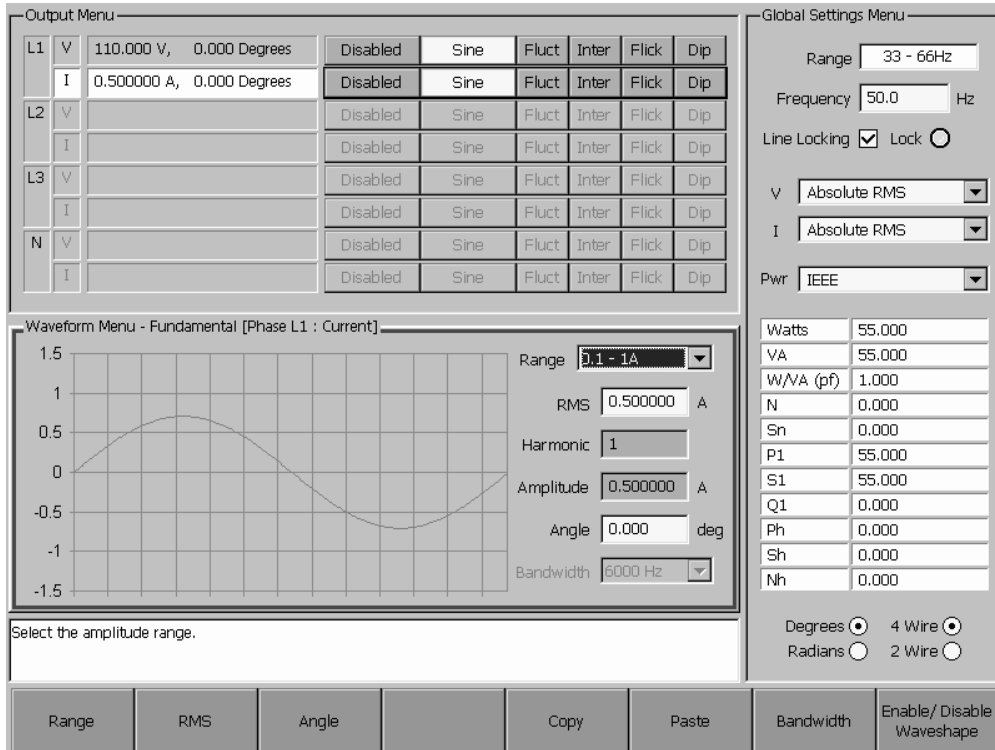 Output Menu
L1 V 110.000 V, 0.000 Degrees Disabled Sine Fluct Inter Flick Dip
I 0.500000 A, 0.000 Degrees Disabled Sine Fluct Inter Flick Dip
L2 V Disabled Sine Fluct Inter Flick Dip
I Disabled Sine Fluct Inter Flick Dip
L3 V Disabled Sine Fluct Inter Flick Dip
I Disabled Sine Fluct Inter Flick Dip
N V Disabled Sine Fluct Inter Flick Dip
I Disabled Sine Fluct Inter Flick Dip
Global Settings Menu
Range 33 - 66Hz
Frequency 50.0 Hz
Line Locking Lock
V Absolute RMS
I Absolute RMS
Pwr IEEE
Watts 55.000
VA 55.000
W/VA (pf) 1.000
N 0.000
Sn 0.000
P1 55.000
S1 55.000
Q1 0.000
Ph 0.000
Sh 0.000
Nh 0.000
Degrees 4 Wire
Radians 2 Wire
Waveform Menu - Fundamental [Phase L1 : Current]
1.5
1
0.5
0
-0.5
-1
-1.5
Range 0.1 - 1A
RMS 0.500000 A
Harmonic 1
Amplitude 0.500000 A
Angle 0.000 deg
Bandwidth 6000 Hz
Select the amplitude range.
Range RMS Angle Copy Paste Bandwidth Enable/ Disable
Waveshape